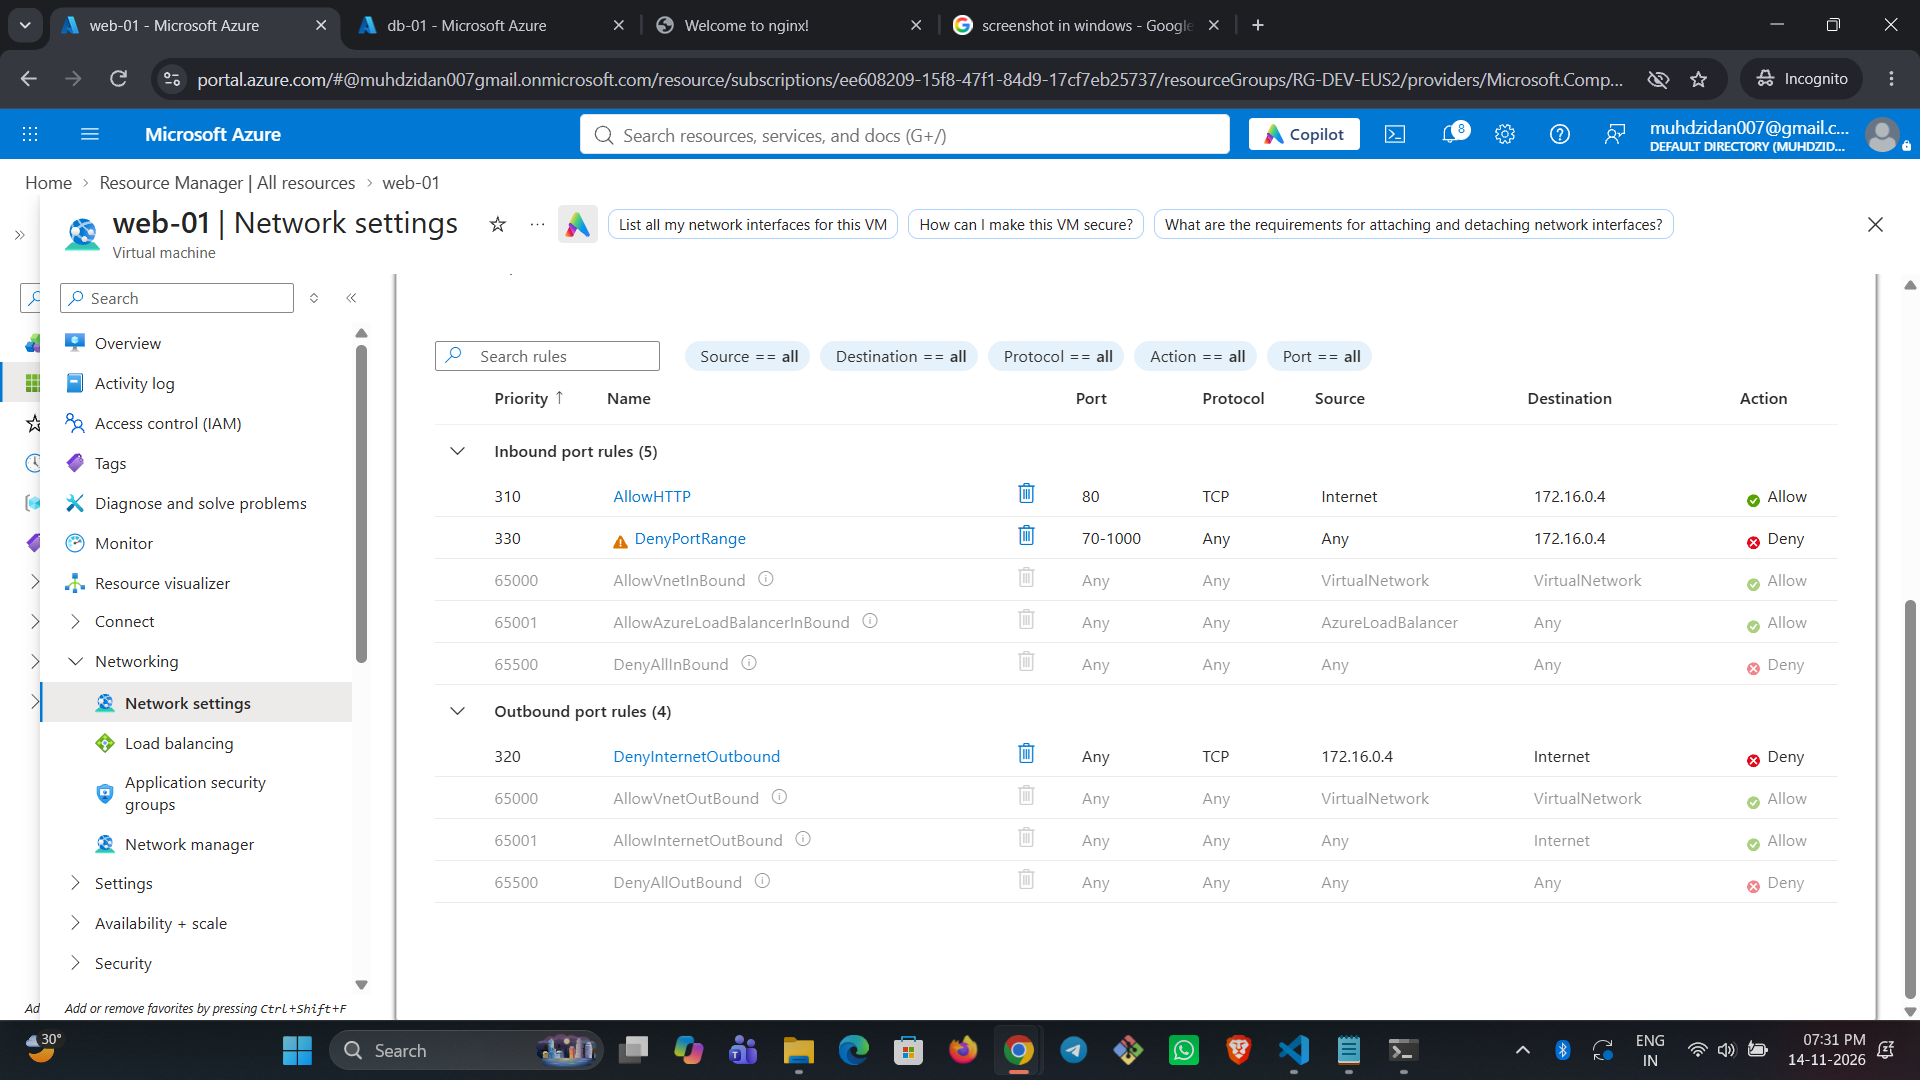 web-01 - Microsoft Azure
db-01 - Microsoft Azure
Welcome to nginx!
screenshot in windows - Google
portal.azure.com/#@muhdzidan007gmail.onmicrosoft.com/resource/subscriptions/ee608209-15f8-47f1-84d9-17cf7eb25737/resourceGroups/RG-DEV-EUS2/providers/Microsoft.Comp...
Incognito
Microsoft Azure
Search resources, services, and docs (G+/)
Copilot
8
muhdzidan007@gmail.c...
DEFAULT DIRECTORY (MUHDZID...
Home > Resource Manager | All resources > web-01
web-01 | Network settings
Virtual machine
List all my network interfaces for this VM
How can I make this VM secure?
What are the requirements for attaching and detaching network interfaces?
Search
Overview
Activity log
Access control (IAM)
Tags
Diagnose and solve problems
Monitor
Resource visualizer
Connect
Networking
Network settings
Load balancing
Application security
groups
Network manager
Settings
Availability + scale
Security
Ad
Add or remove favorites by pressing Ctrl+Shift+F
Search rules
Source == all
Destination == all
Protocol == all
Action == all
Port == all
Priority ↑ Name Port Protocol Source Destination Action
Inbound port rules (5)
310 AllowHTTP 80 TCP Internet 172.16.0.4 Allow
330 DenyPortRange 70-1000 Any Any 172.16.0.4 Deny
65000 AllowVnetInBound Any Any VirtualNetwork VirtualNetwork Allow
65001 AllowAzureLoadBalancerInBound Any Any AzureLoadBalancer Any Allow
65500 DenyAllInBound Any Any Any Any Deny
Outbound port rules (4)
320 DenyInternetOutbound Any TCP 172.16.0.4 Internet Deny
65000 AllowVnetOutBound Any Any VirtualNetwork VirtualNetwork Allow
65001 AllowInternetOutBound Any Any Any Internet Allow
65500 DenyAllOutBound Any Any Any Any Deny
30°
Search
ENG
IN
07:31 PM
14-11-2026